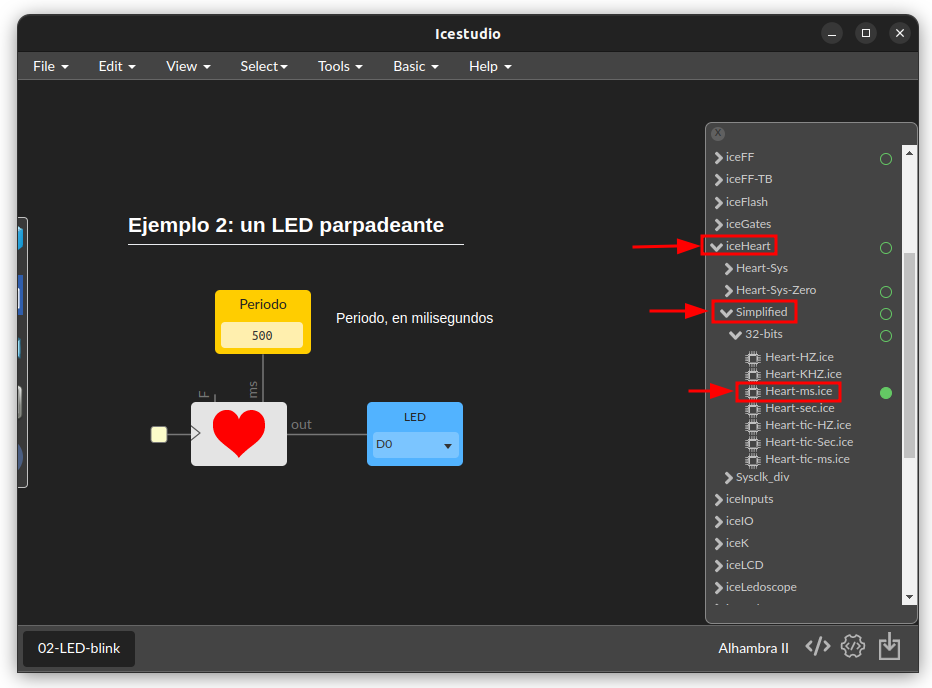 Icestudio
File Edit View Select Tools Basic Help
X
iceFF
iceFF-TB
iceFlash
iceGates
iceHeart
Heart-Sys
Heart-Sys-Zero
Simplified
32-bits
Heart-HZ.ice
Heart-KHZ.ice
Heart-ms.ice
Heart-sec.ice
Heart-tic-HZ.ice
Heart-tic-Sec.ice
Heart-tic-ms.ice
Sysclk_div
iceInputs
iceIO
iceK
iceLCD
iceLedoscope
Ejemplo 2: un LED parpadeante
Periodo
500
Periodo, en milisegundos
F
ms
out
LED
D0
02-LED-blink
Alhambra II